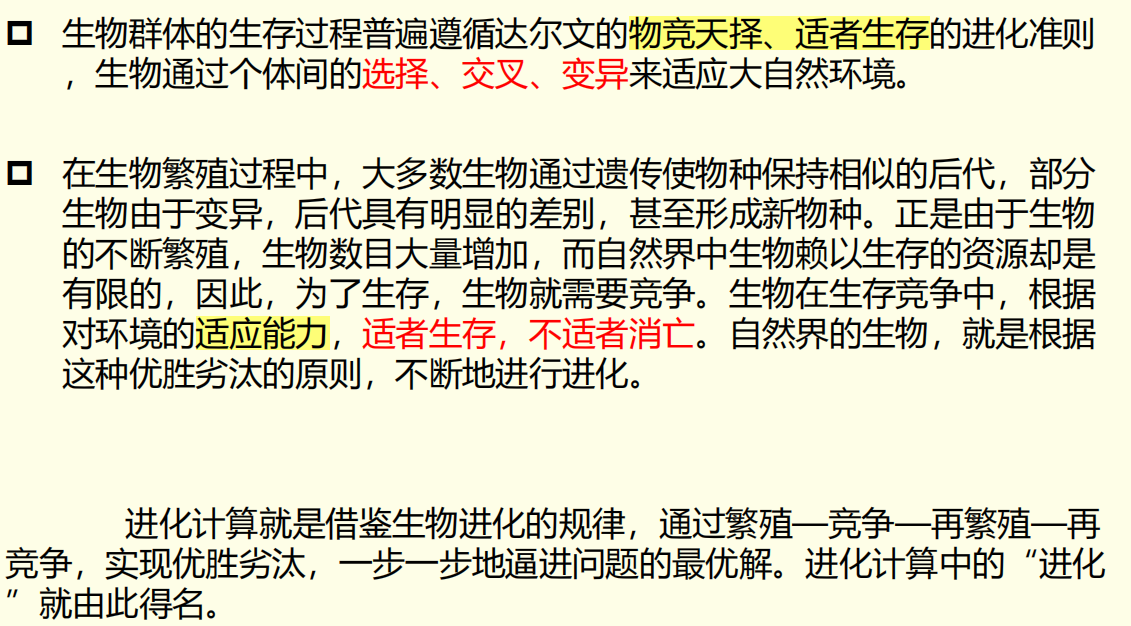 生物群体的生存过程普遍遵循达尔文的物竞天择、适者生存的进化准则
，生物通过个体间的选择、交叉、变异来适应大自然环境。
在生物繁殖过程中，大多数生物通过遗传使物种保持相似的后代，部分
生物由于变异，后代具有明显的差别，甚至形成新物种。正是由于生物
的不断繁殖，生物数目大量增加，而自然界中生物赖以生存的资源却是
有限的，因此，为了生存，生物就需要竞争。生物在生存竞争中，根据
对环境的适应能力，适者生存，不适者消亡。自然界的生物，就是根据
这种优胜劣汰的原则，不断地进行进化。
进化计算就是借鉴生物进化的规律，通过繁殖—竞争—再繁殖—再
竞争，实现优胜劣汰，一步一步地逼进问题的最优解。进化计算中的“进化
”就由此得名。